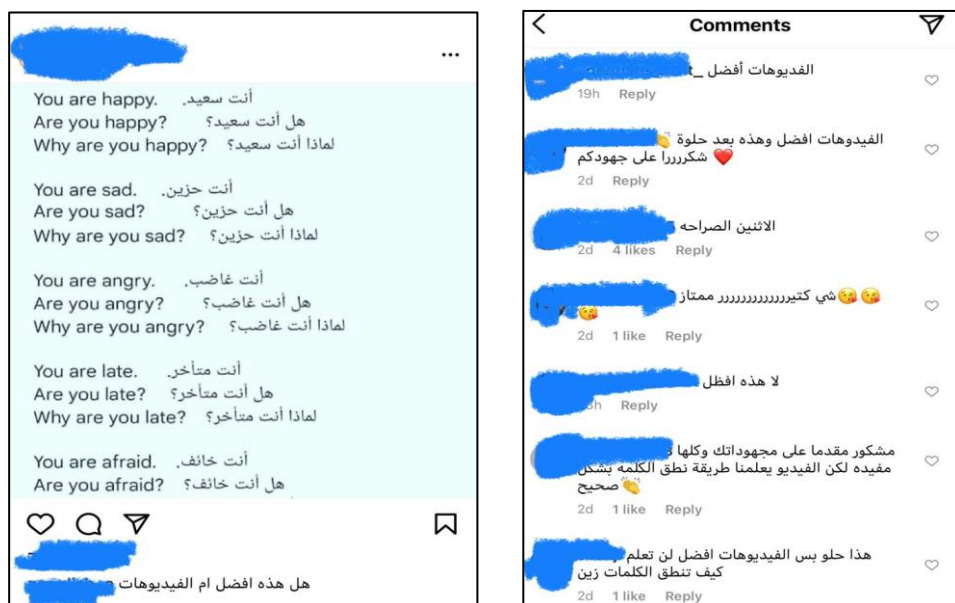 You are happy. أنت سعيد.
Are you happy? هل أنت سعيد؟
Why are you happy? لماذا أنت سعيد؟
You are sad. أنت حزين.
Are you sad? هل أنت حزين؟
Why are you sad? لماذا أنت حزين؟
You are angry. أنت غاضب.
Are you angry? هل أنت غاضب؟
Why are you angry? لماذا أنت غاضب؟
You are late. أنت متأخر.
Are you late? هل أنت متأخر؟
Why are you late? لماذا أنت متأخر؟
You are afraid. أنت خائف.
Are you afraid? هل أنت خائف؟
هل هذه افضل ام الفيديوهات
Comments
الفديوهات أفضل
19h Reply
الفيدوهات افضل وهذه بعد حلوة 👏
شكرررا على جهودكم ❤️
2d Reply
الاثنين الصراحه
2d 4 likes Reply
شي كتيررررررررررررر ممتاز 😘😘
😘
2d 1 like Reply
لا هذه افظل
Reply
مشكور مقدما على مجهوداتك وكلها
مفيده لكن الفيديو يعلمنا طريقة نطق الكلمه بشكل
صحيح 👏
2d 1 like Reply
هذا حلو بس الفيديوهات افضل لن تعلم
كيف تنطق الكلمات زين
2d 1 like Reply